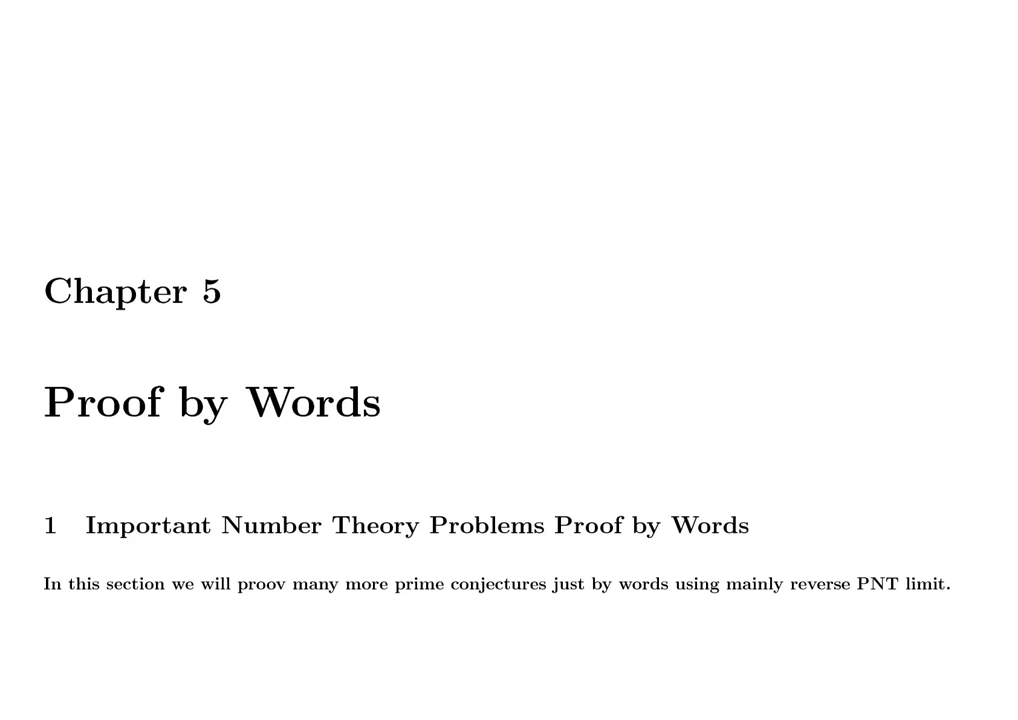 Chapter 5
Proof by Words
1 Important Number Theory Problems Proof by Words
In this section we will proov many more prime conjectures just by words using mainly reverse PNT limit.